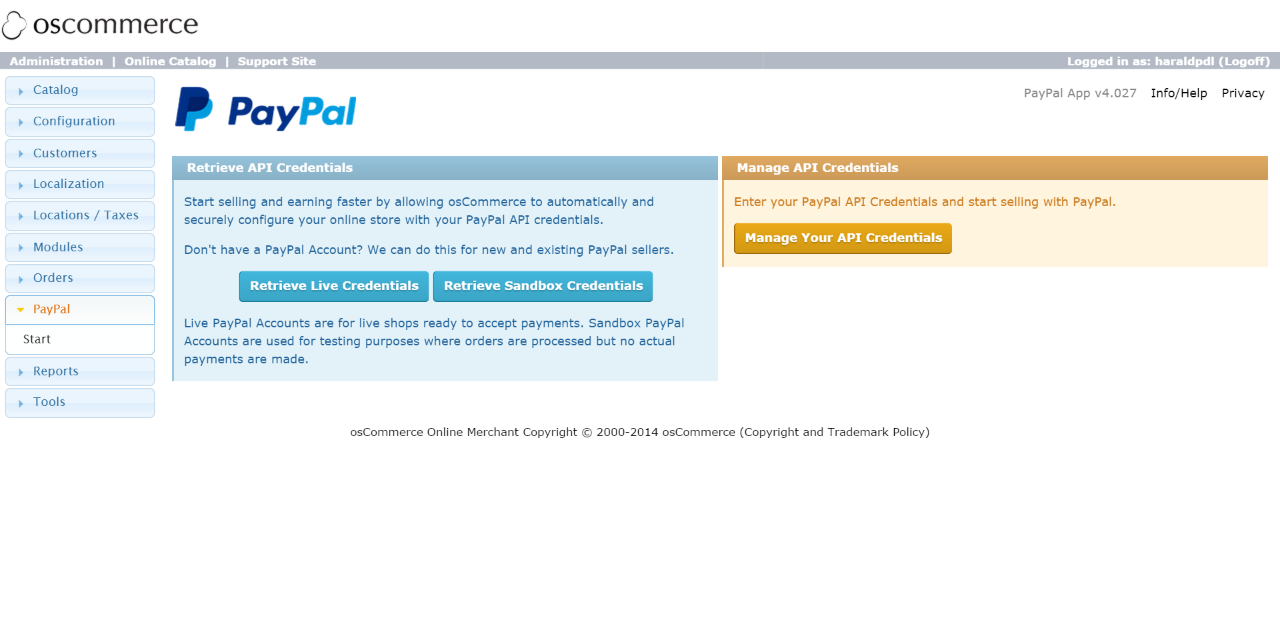 oscommerce
Administration | Online Catalog | Support Site
Logged in as: haraldpdl (Logoff)
Catalog
Configuration
Customers
Localization
Locations / Taxes
Modules
Orders
PayPal
Start
Reports
Tools
PayPal
PayPal App v4.027 Info/Help Privacy
Retrieve API Credentials
Start selling and earning faster by allowing osCommerce to automatically and
securely configure your online store with your PayPal API credentials.
Don't have a PayPal Account? We can do this for new and existing PayPal sellers.
Retrieve Live Credentials Retrieve Sandbox Credentials
Live PayPal Accounts are for live shops ready to accept payments. Sandbox PayPal
Accounts are used for testing purposes where orders are processed but no actual
payments are made.
Manage API Credentials
Enter your PayPal API Credentials and start selling with PayPal.
Manage Your API Credentials
osCommerce Online Merchant Copyright © 2000-2014 osCommerce (Copyright and Trademark Policy)